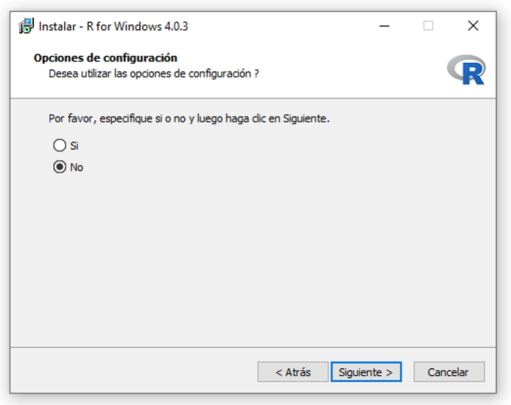 Instalar - R for Windows 4.0.3
Opciones de configuración
Desea utilizar las opciones de configuración ?
R
Por favor, especifique si o no y luego haga clic en Siguiente.
Si
No
< Atrás
Siguiente >
Cancelar